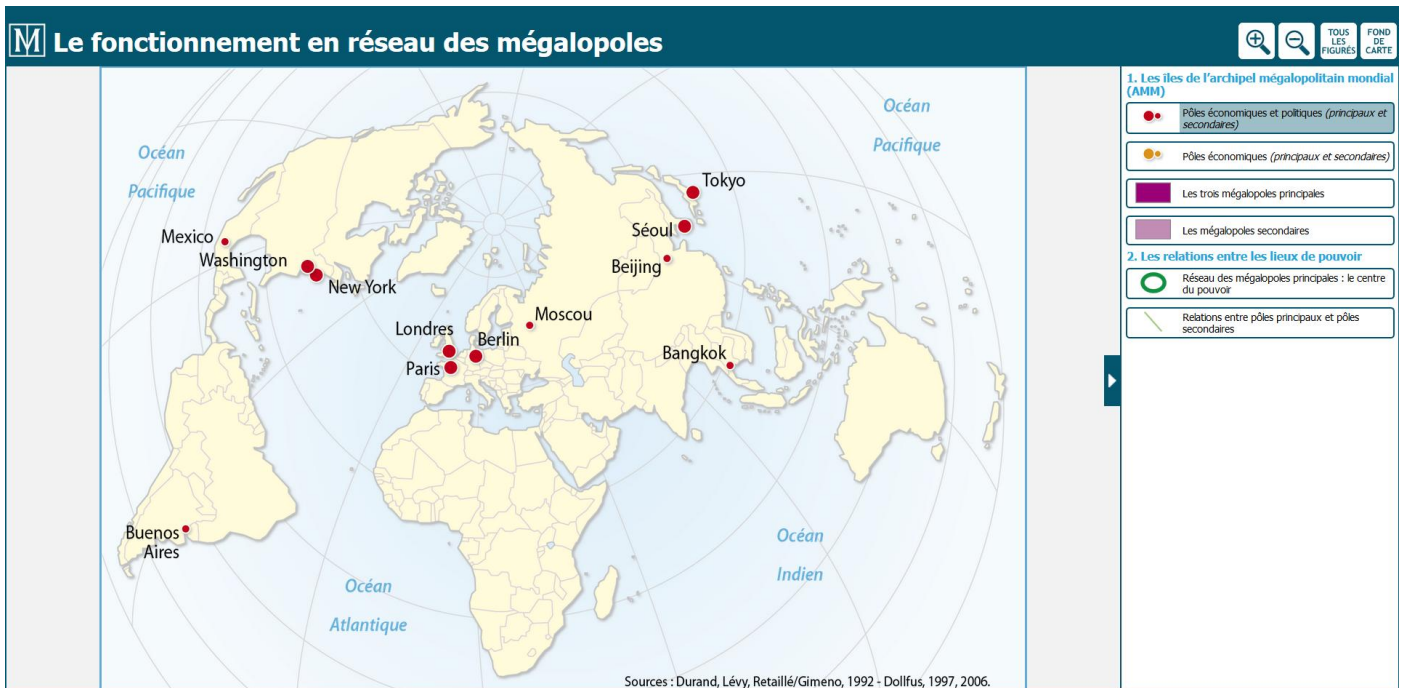 M Le fonctionnement en réseau des mégalopoles
TOUS
LES
FIGURÉS
FOND
DE
CARTE
1. Les îles de l'archipel mégalopolitain mondial
(AMM)
Pôles économiques et politiques (principaux et
secondaires)
Pôles économiques (principaux et secondaires)
Les trois mégalopoles principales
Les mégalopoles secondaires
2. Les relations entre les lieux de pouvoir
Réseau des mégalopoles principales : le centre
du pouvoir
Relations entre pôles principaux et pôles
secondaires
Océan
Pacifique
Océan
Pacifique
Tokyo
Séoul
Beijing
Mexico
Washington
New York
Moscou
Londres
Berlin
Paris
Bangkok
Buenos
Aires
Océan
Indien
Océan
Atlantique
Sources : Durand, Lévy, Retaillé/Gimeno, 1992 - Dollfus, 1997, 2006.